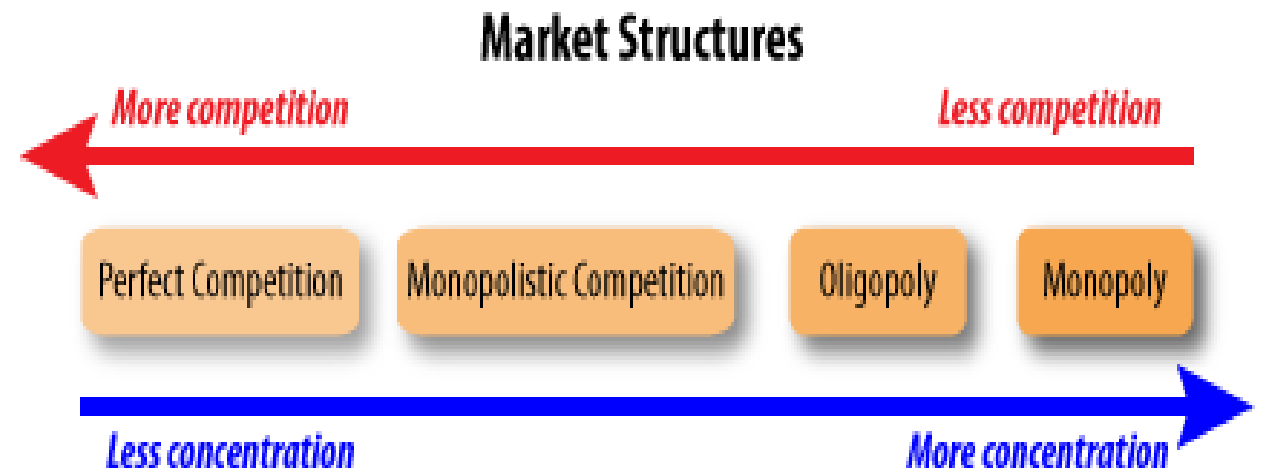 Market Structures
More competition Less competition
Perfect Competition Monopolistic Competition Oligopoly Monopoly
Less concentration More concentration